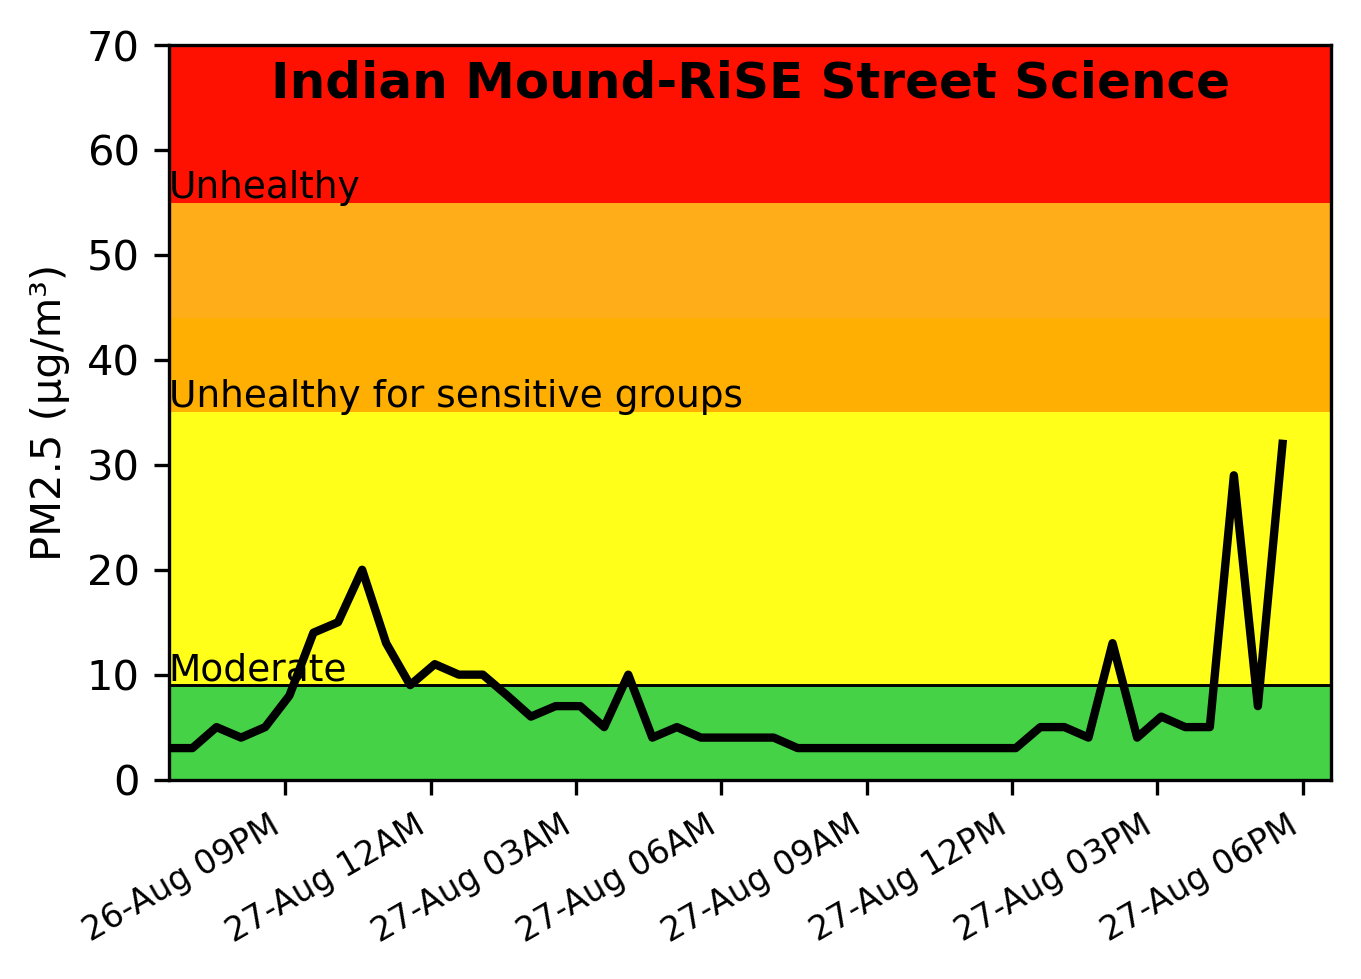 Indian Mound-RiSE Street Science
70
60
50
40
30
20
10
0
PM2.5 (µg/m³)
Unhealthy
Unhealthy for sensitive groups
Moderate
26-Aug 09PM
27-Aug 12AM
27-Aug 03AM
27-Aug 06AM
27-Aug 09AM
27-Aug 12PM
27-Aug 03PM
27-Aug 06PM